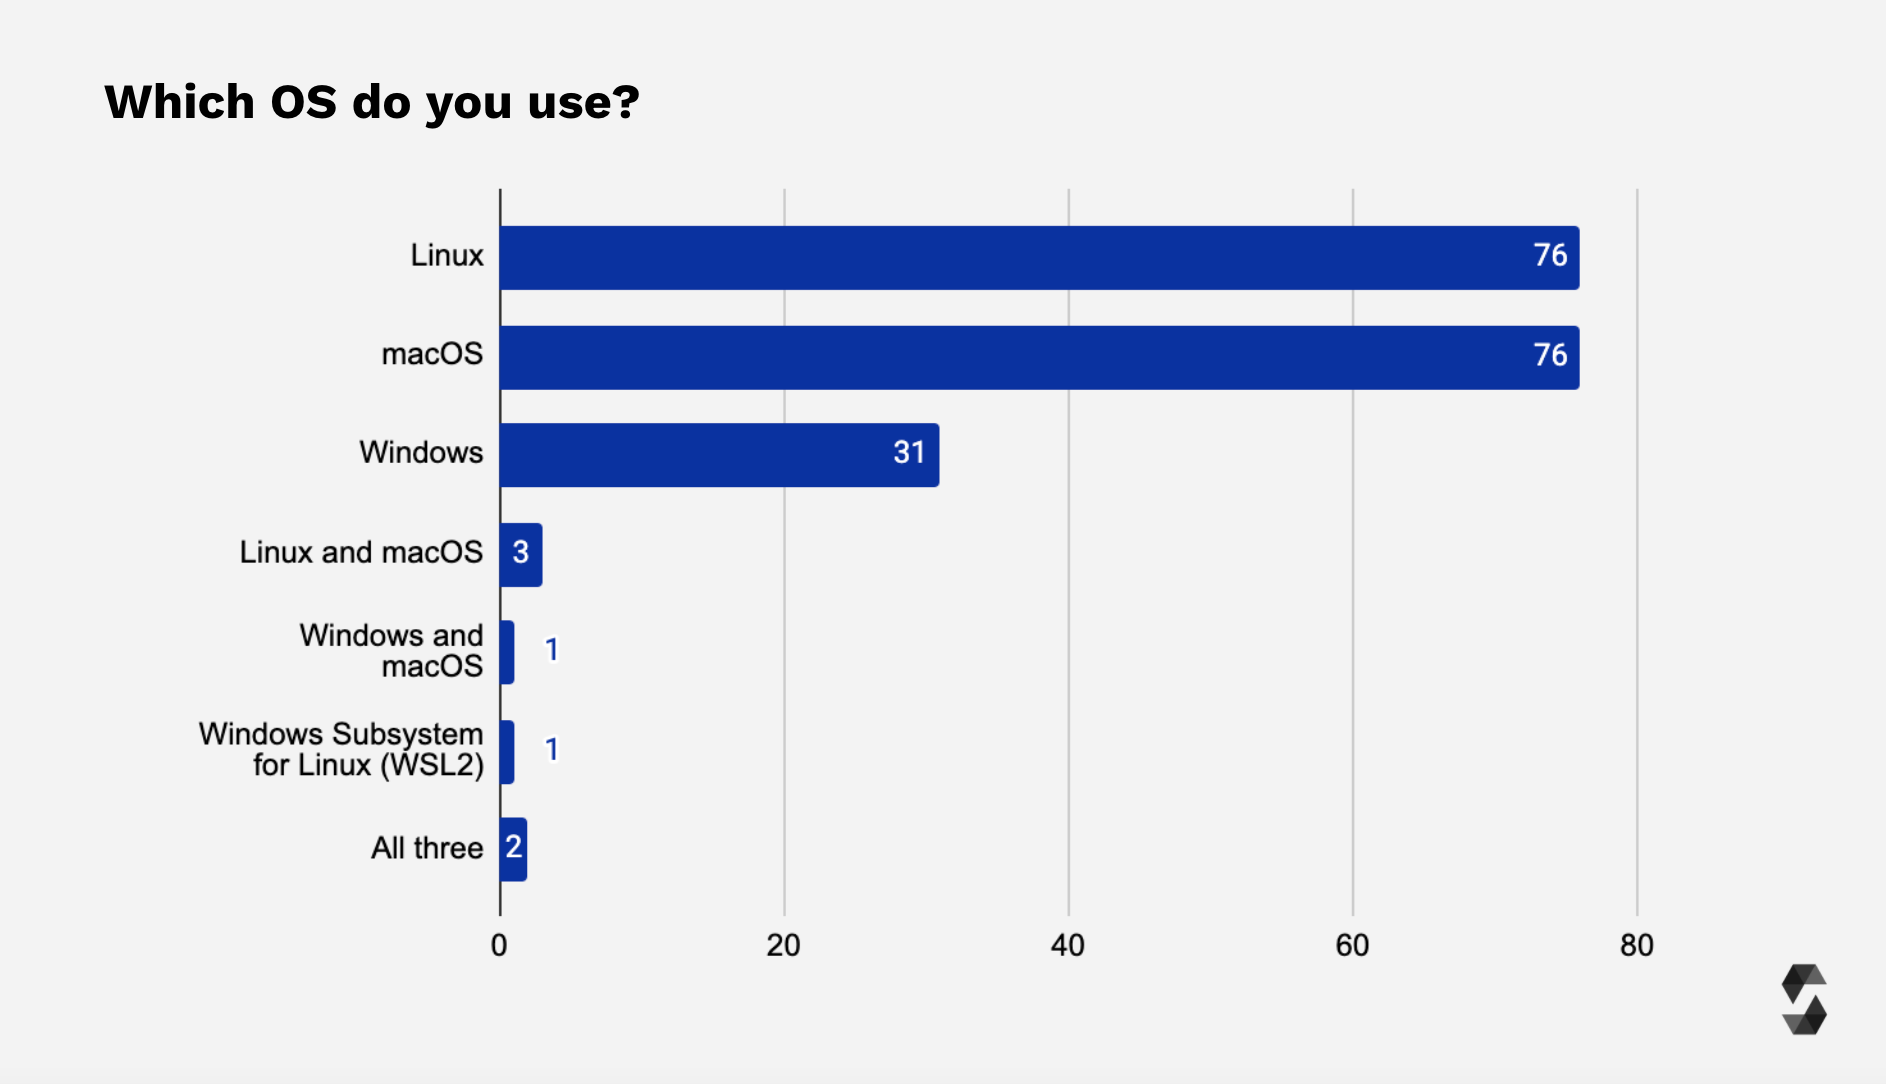 Which OS do you use?
Linux
76
macOS
76
Windows
31
Linux and macOS
3
Windows and
macOS
1
Windows Subsystem
for Linux (WSL2)
1
All three
2
0
20
40
60
80